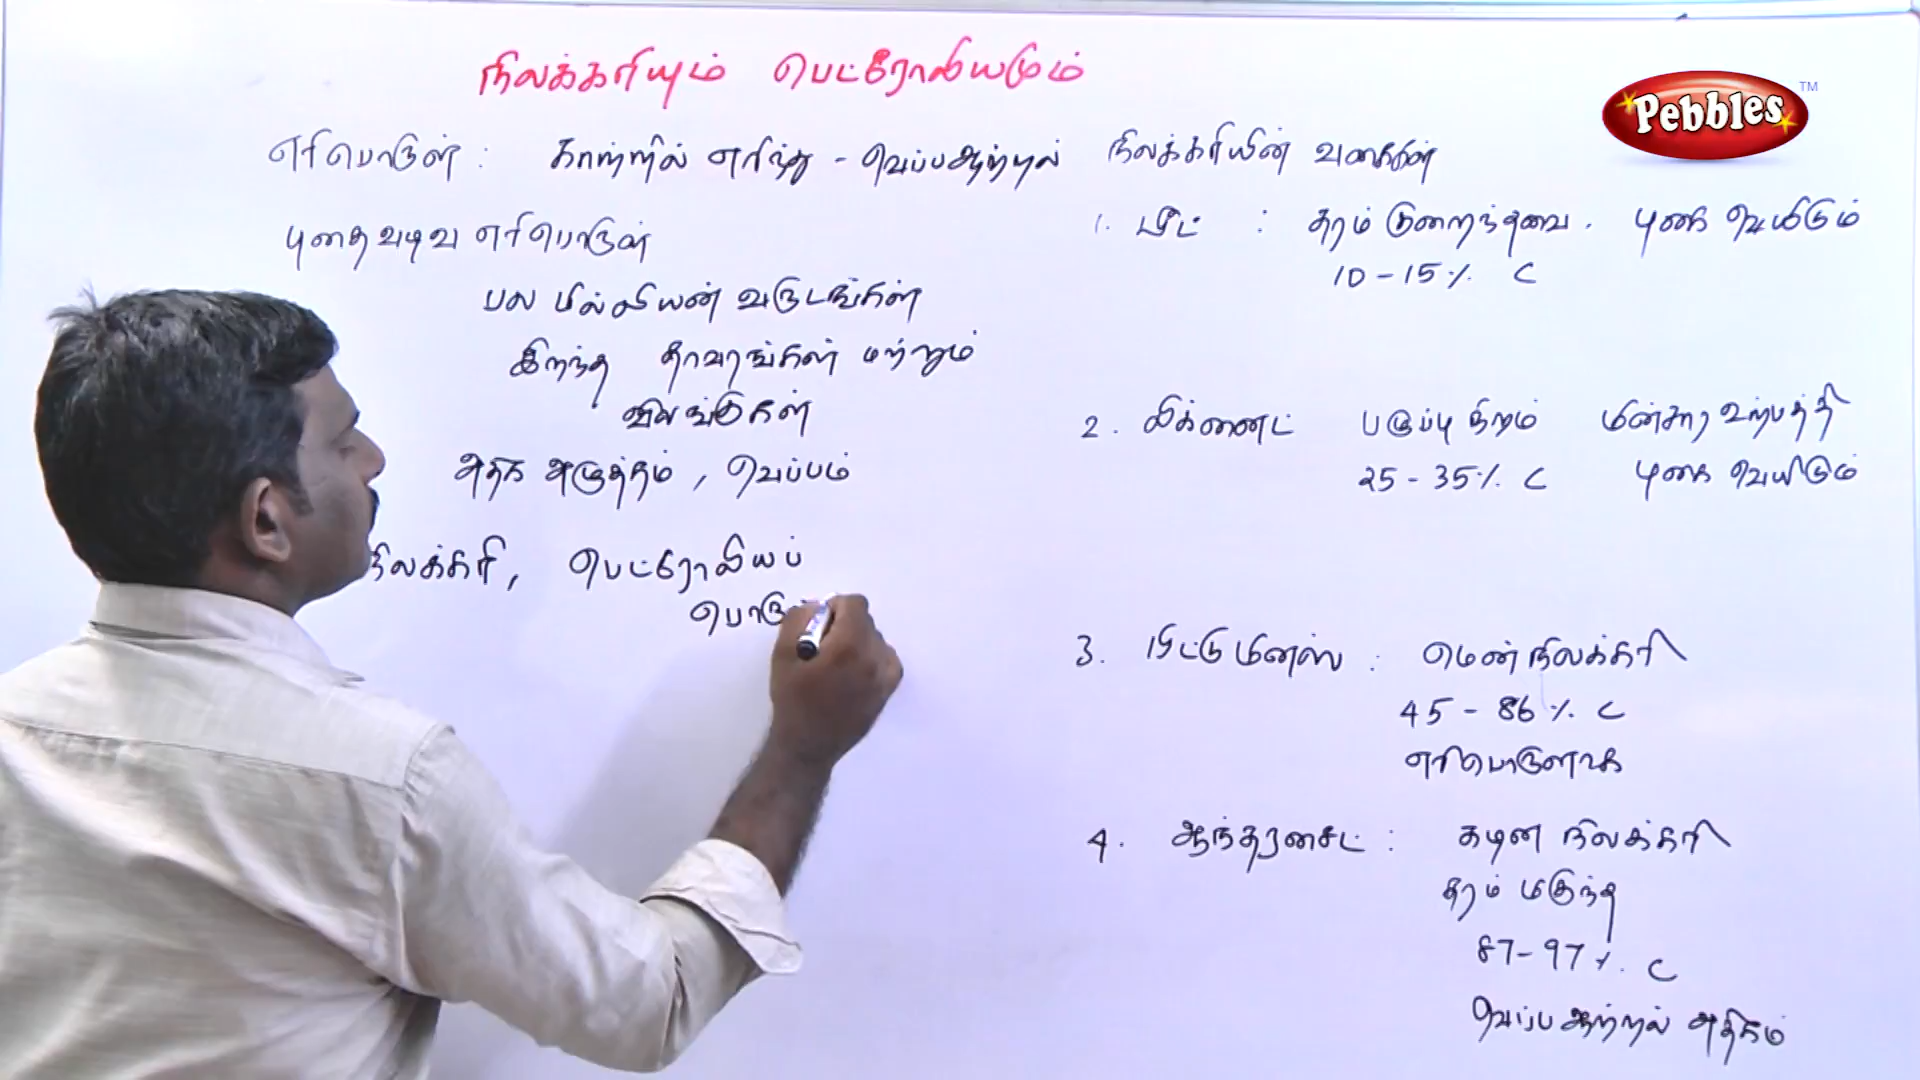 நிலக்கரியும் பெட்ரோலியமும்
Pebbles TM
எரிபொருள் : காற்றில் எரிந்து - வெப்பஆற்றல்
புதைவடிவ எரிபொருள்
பல மில்லியன் வருடங்கள்
இறந்த தாவரங்கள் மற்றும்
விலங்குகள்
அதிக அழுத்தம் , வெப்பம்
நிலக்கரி , பெட்ரோலியப்
பொரு
நிலக்கரியின் வகைகள்
1. பீட் : தரம் குறைந்தவை . புகை வெயிடும்
10 - 15 % C
2 . லிக்னைட் பழுப்பு நிறம் மின்சார உற்பத்தி
25 - 35 % C புகை வெயிடும்
3 . பிட்டுமினஸ் : மென் நிலக்கரி
45 - 86 % C
எரிபொருளாக
4 . ஆந்தரசைட் : கடின நிலக்கரி
தரம் மிகுந்த
87 - 97 % C
வெப்பஆற்றல் அதிகம்